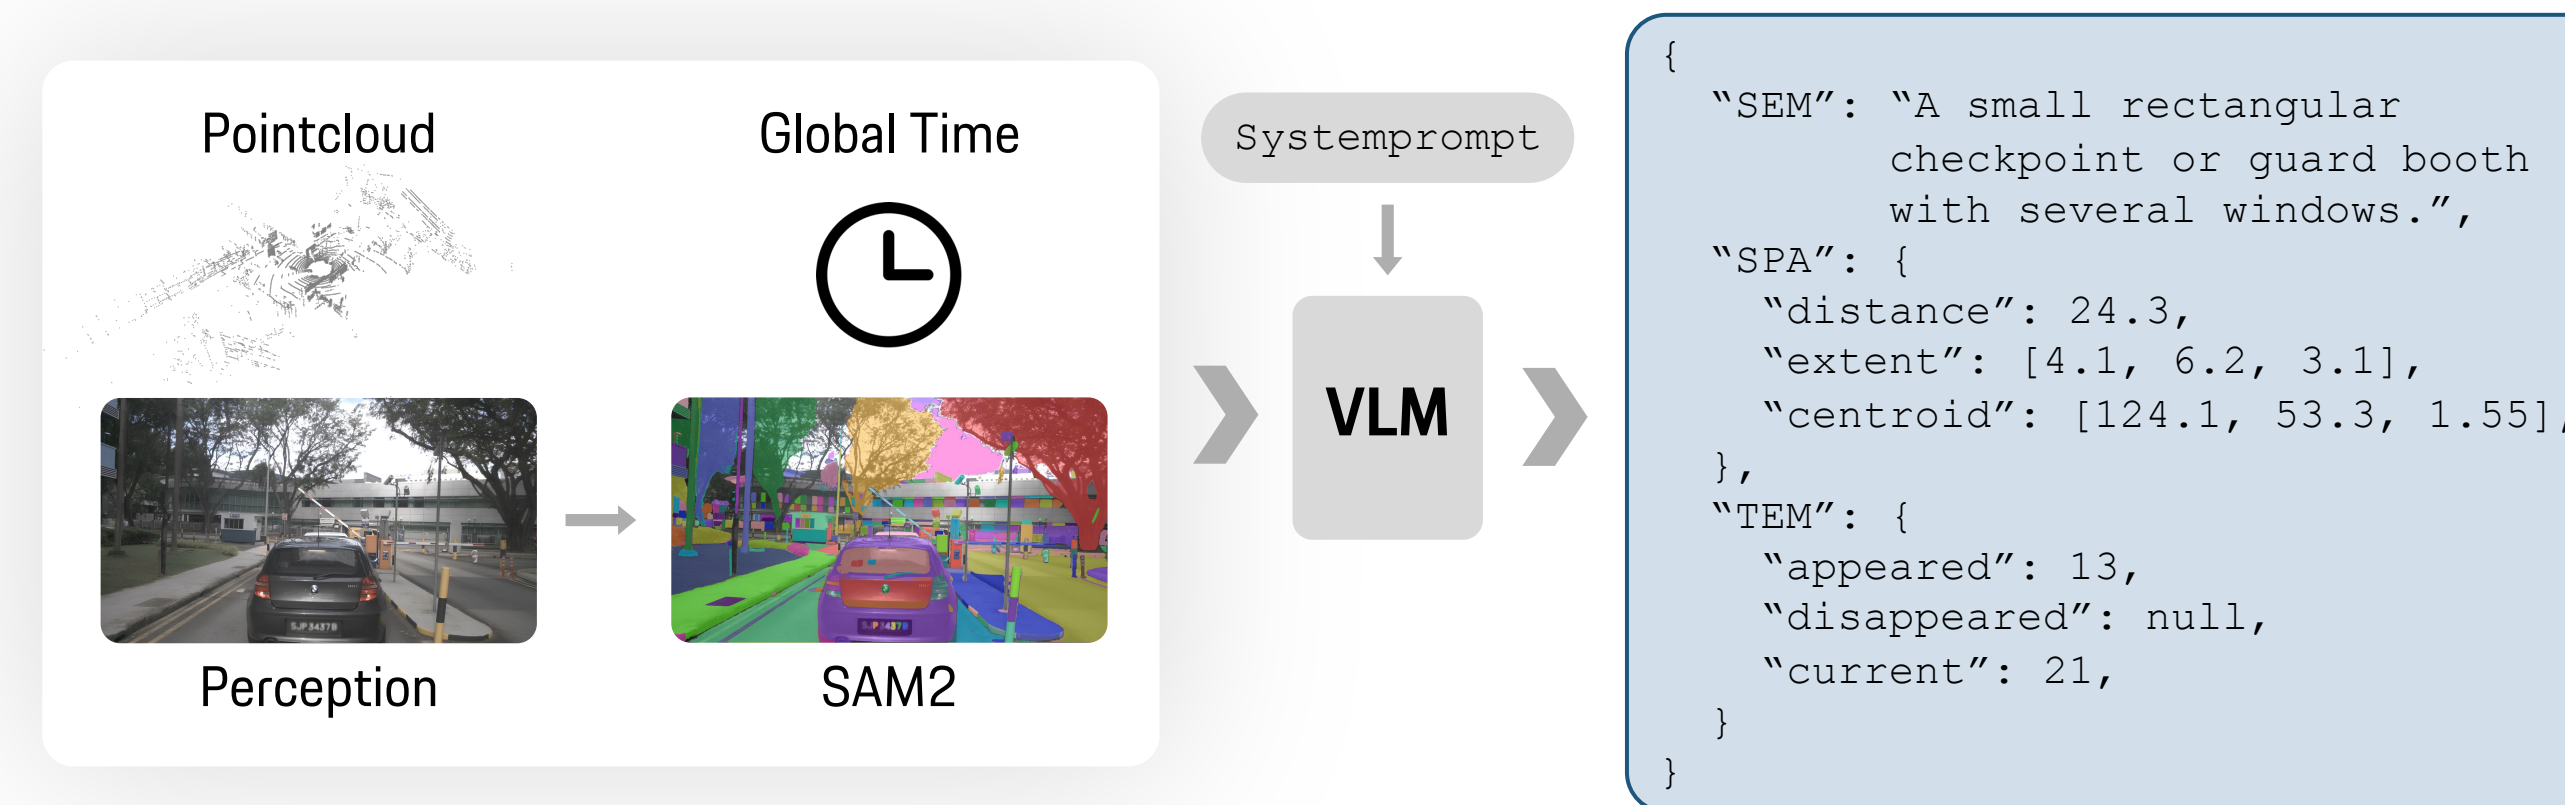 Pointcloud
Global Time
Perception
SAM2
SJP3437B
SJP3437B
Systemprompt
VLM
{
“SEM”: “A small rectangular
checkpoint or guard booth
with several windows.”,
“SPA”: {
“distance”: 24.3,
“extent”: [4.1, 6.2, 3.1],
“centroid”: [124.1, 53.3, 1.55],
},
“TEM”: {
“appeared”: 13,
“disappeared”: null,
“current”: 21,
}
}